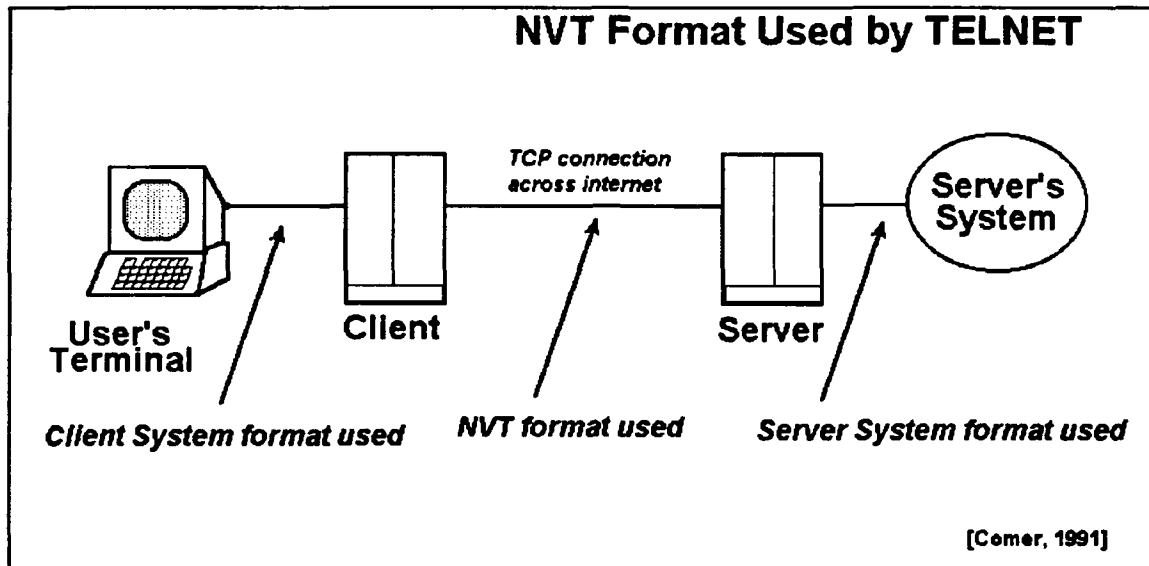 NVT Format Used by TELNET
TCP connection
across internet
Server's
System
User's
Terminal
Client
Server
Client System format used
NVT format used
Server System format used
[Comer, 1991]